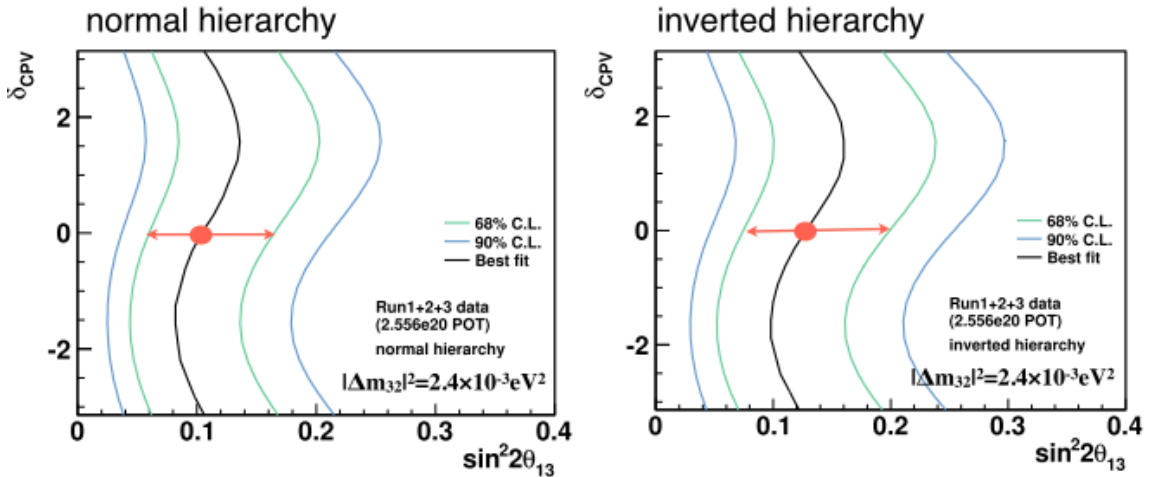 normal hierarchy
δCPV
2
0
-2
68% C.L.
90% C.L.
Best fit
Run1+2+3 data
(2.556e20 POT)
normal hierarchy
|Δm32|²=2.4×10⁻³eV²
0
0.1
0.2
0.3
0.4
sin²2θ13
inverted hierarchy
δCPV
2
0
-2
68% C.L.
90% C.L.
Best fit
Run1+2+3 data
(2.556e20 POT)
inverted hierarchy
|Δm32|²=2.4×10⁻³eV²
0
0.1
0.2
0.3
0.4
sin²2θ13